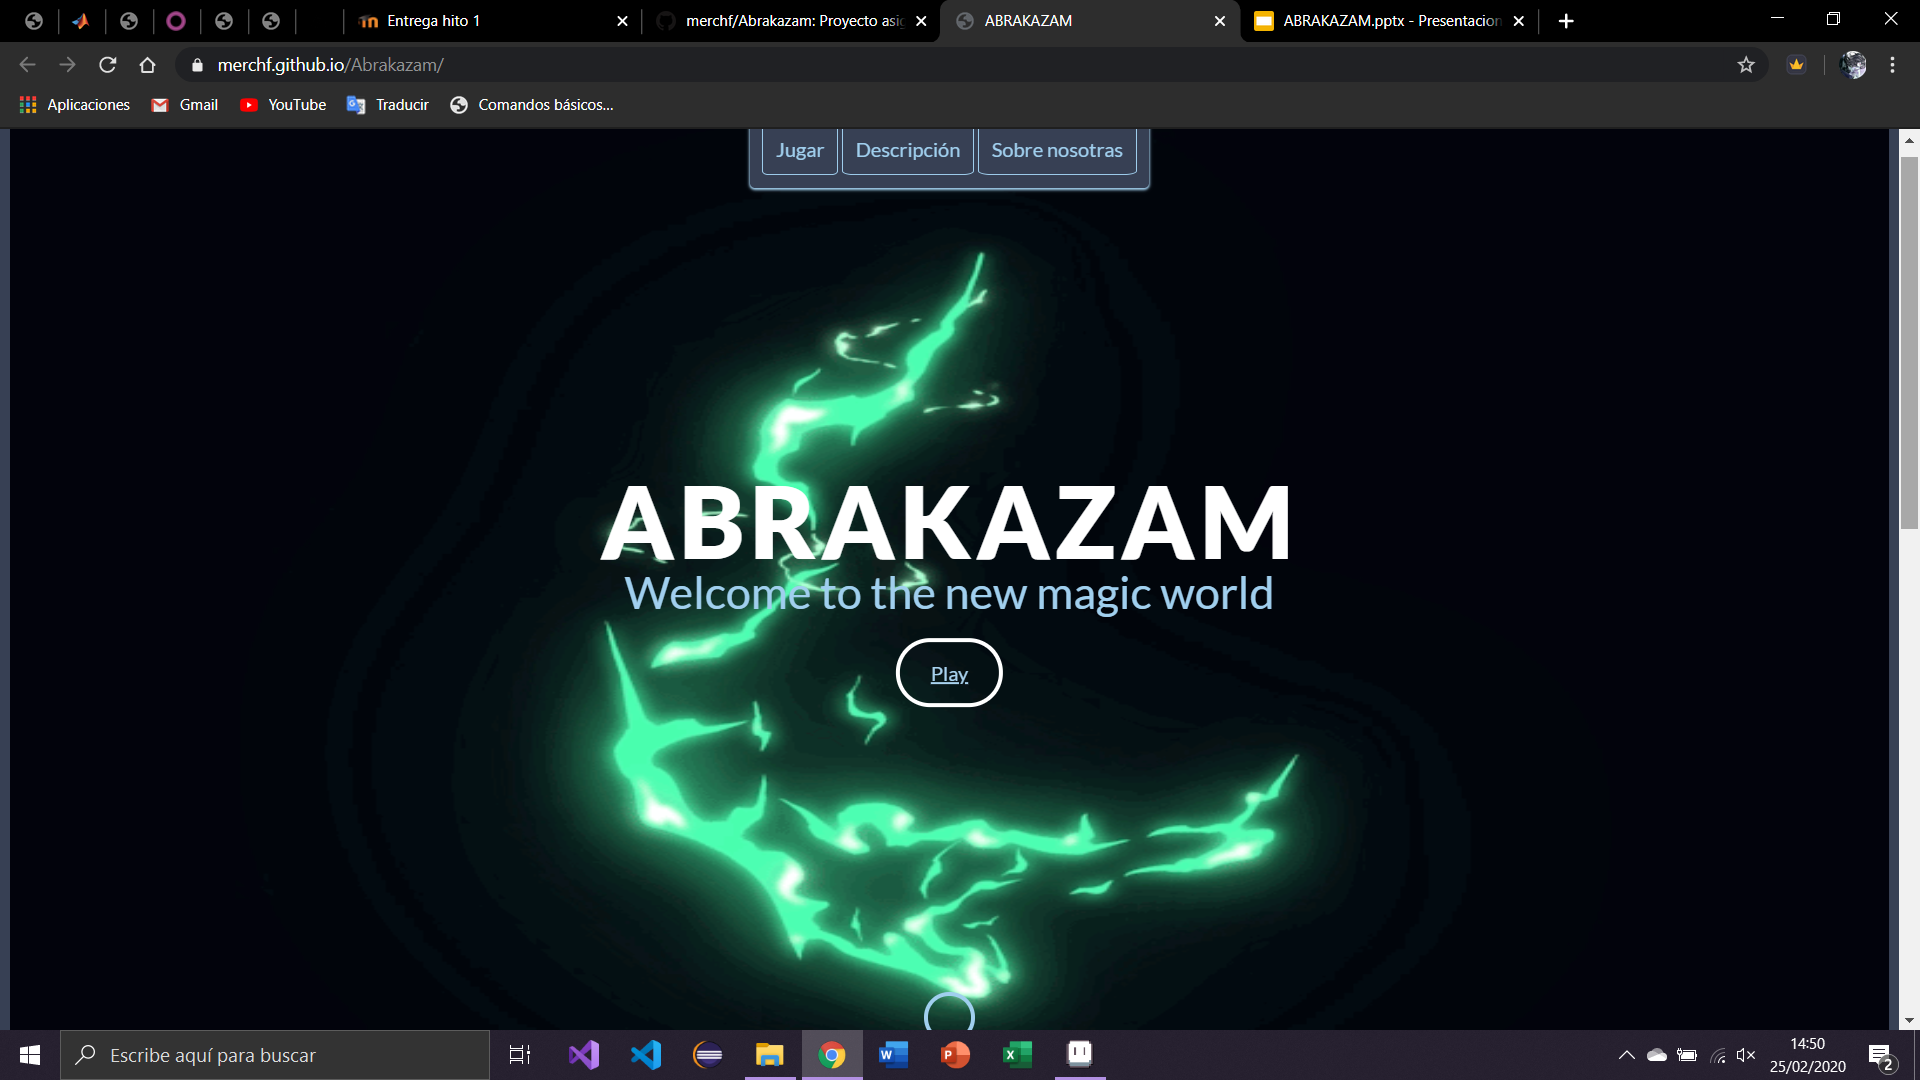 Entrega hito 1
merchf/Abrakazam: Proyecto asig
ABRAKAZAM
ABRAKAZAM.pptx - Presentacion
merchf.github.io/Abrakazam/
Aplicaciones
Gmail
YouTube
Traducir
Comandos básicos...
Jugar
Descripción
Sobre nosotras
ABRAKAZAM
Welcome to the new magic world
Play
Escribe aquí para buscar
14:50
25/02/2020
2